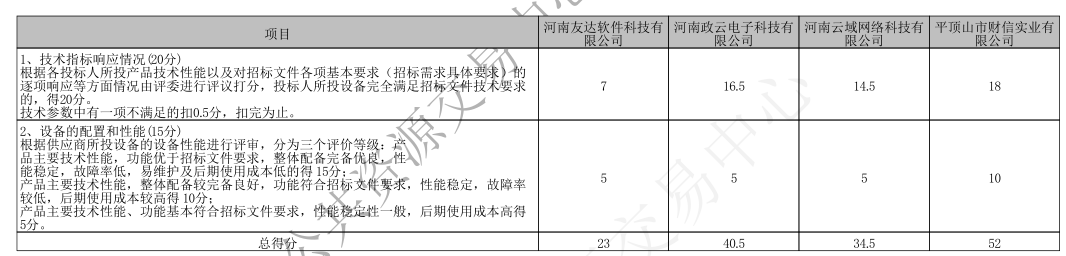 项目
河南友达软件科技有
限公司
河南政云电子科技有
限公司
河南云域网络科技有
限公司
平顶山市财信实业有
限公司
1、技术指标响应情况(20分)
根据各投标人所投产品技术性能以及对招标文件各项基本要求（招标需求具体要求）的
逐项响应等方面情况由评委进行评议打分，投标人所投设备完全满足招标文件技术要求
的，得20分。
技术参数中有一项不满足的扣0.5分，扣完为止。
7
16.5
14.5
18
2、设备的配置和性能(15分)
根据供应商所投设备的设备性能进行评审，分为三个评价等级：产
品主要技术性能，功能优于招标文件要求，整体配备完备优良，性
能稳定，故障率低，易维护及后期使用成本低的得 15分；
产品主要技术性能，整体配备较完备良好，功能符合招标文件要求，性能稳定，故障率
较低，后期使用成本较高得 10分；
产品主要技术性能、功能基本符合招标文件要求，性能稳定性一般，后期使用成本高得
5分。
5
5
5
10
总得分
23
40.5
34.5
52
公共资源交易中心
交易中心